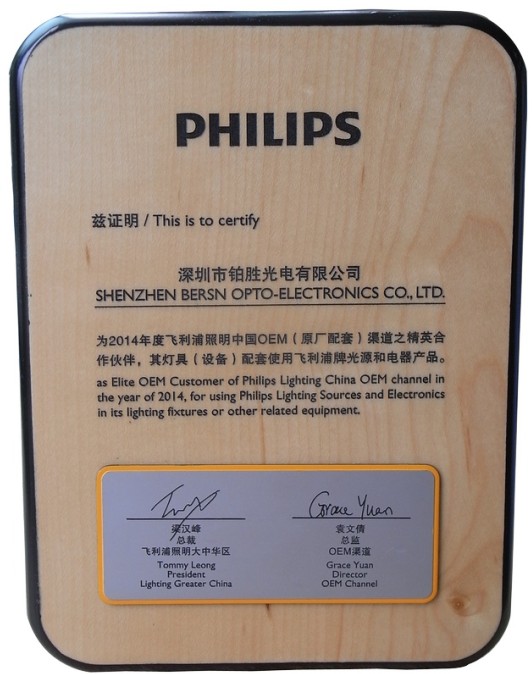 PHILIPS
兹证明 / This is to certify
深圳市铂胜光电有限公司
SHENZHEN BERSN OPTO-ELECTRONICS CO., LTD.
为2014年度飞利浦照明中国OEM（原厂配套）渠道之精英合
作伙伴，其灯具（设备）配套使用飞利浦牌光源和电器产品。
as Elite OEM Customer of Philips Lighting China OEM channel in
the year of 2014, for using Philips Lighting Sources and Electronics
in its lighting fixtures or other related equipment.
Grace Yuan
梁汉峰
总裁
飞利浦照明大中华区
Tommy Leong
President
Lighting Greater China
袁文倩
总监
OEM渠道
Grace Yuan
Director
OEM Channel